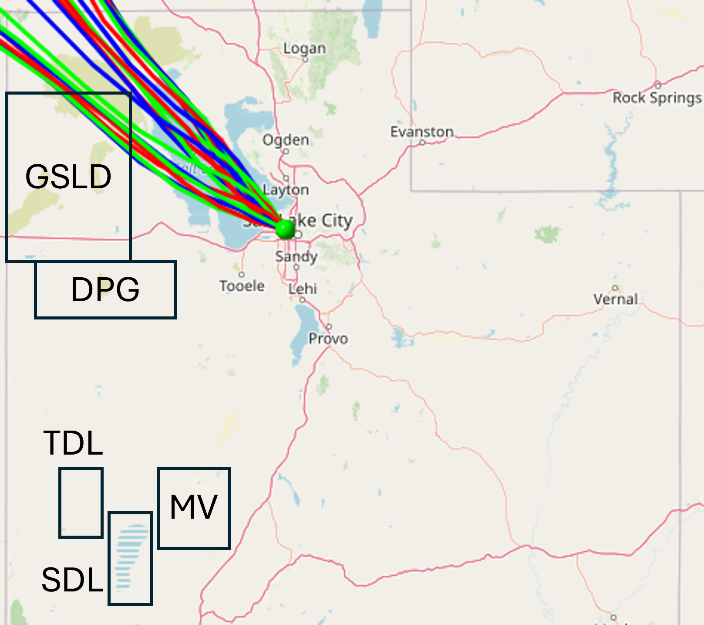 Logan
Rock Springs
Evanston
Ogden
GSLD
Layton
Lake City
Sandy
Tooele
Lehi
DPG
Vernal
Provo
TDL
MV
SDL